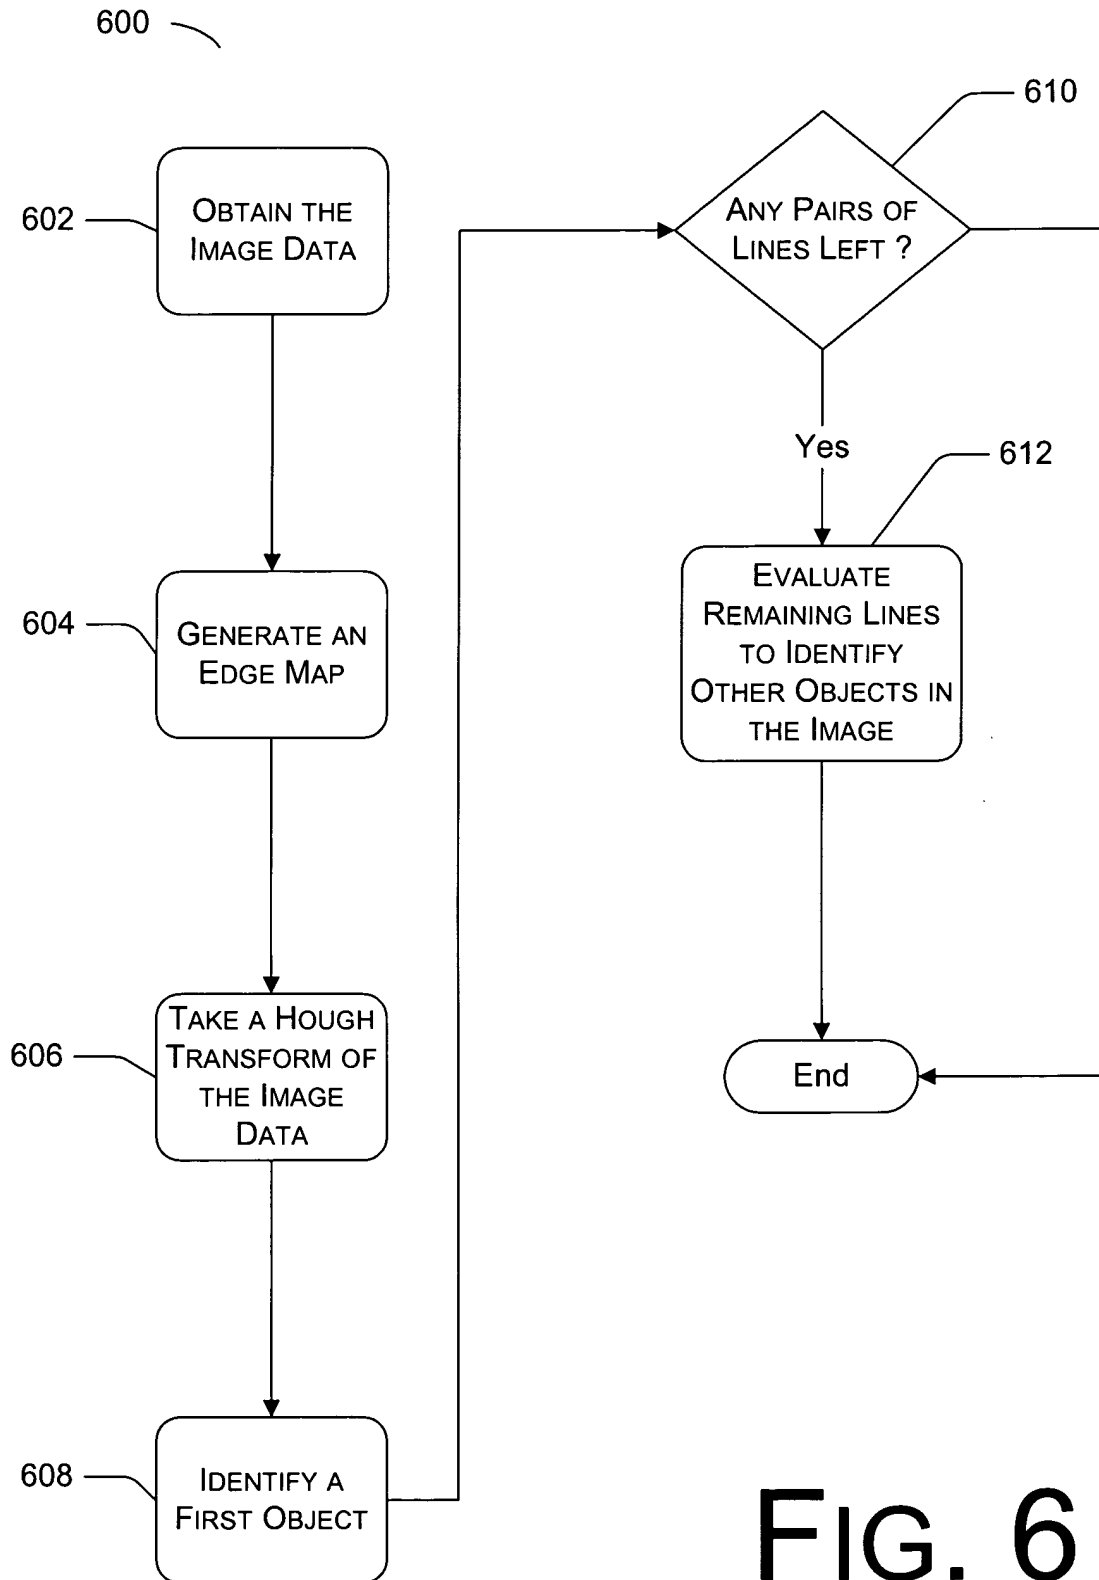 600
602
OBTAIN THE
IMAGE DATA
604
GENERATE AN
EDGE MAP
606
TAKE A HOUGH
TRANSFORM OF
THE IMAGE
DATA
608
IDENTIFY A
FIRST OBJECT
610
ANY PAIRS OF
LINES LEFT ?
Yes
612
EVALUATE
REMAINING LINES
TO IDENTIFY
OTHER OBJECTS IN
THE IMAGE
End
FIG. 6